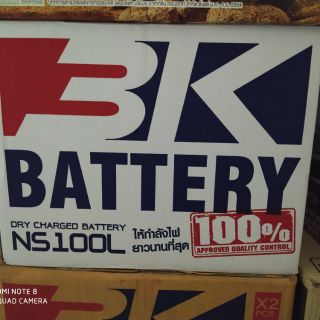 3K
BATTERY
DRY CHARGED BATTERY
NS100L
ให้กำลังไฟ
ยาวนานที่สุด
100%
APPROVED QUALITY CONTROL
X2
PCS
MI NOTE 8
QUAD CAMERA